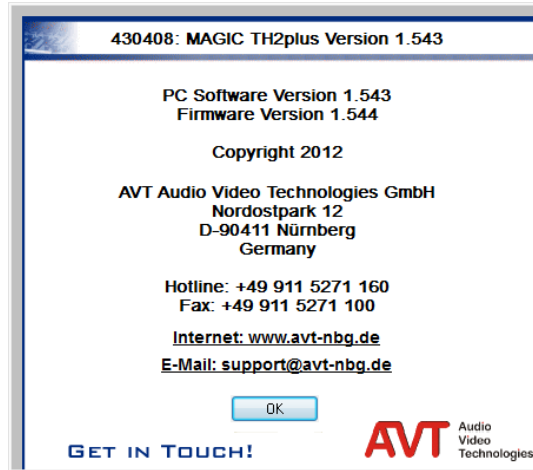 430408: MAGIC TH2plus Version 1.543
PC Software Version 1.543
Firmware Version 1.544
Copyright 2012
AVT Audio Video Technologies GmbH
Nordostpark 12
D-90411 Nürnberg
Germany
Hotline: +49 911 5271 160
Fax: +49 911 5271 100
Internet: www.avt-nbg.de
E-Mail: support@avt-nbg.de
OK
GET IN TOUCH!
AVT Audio
Video
Technologies